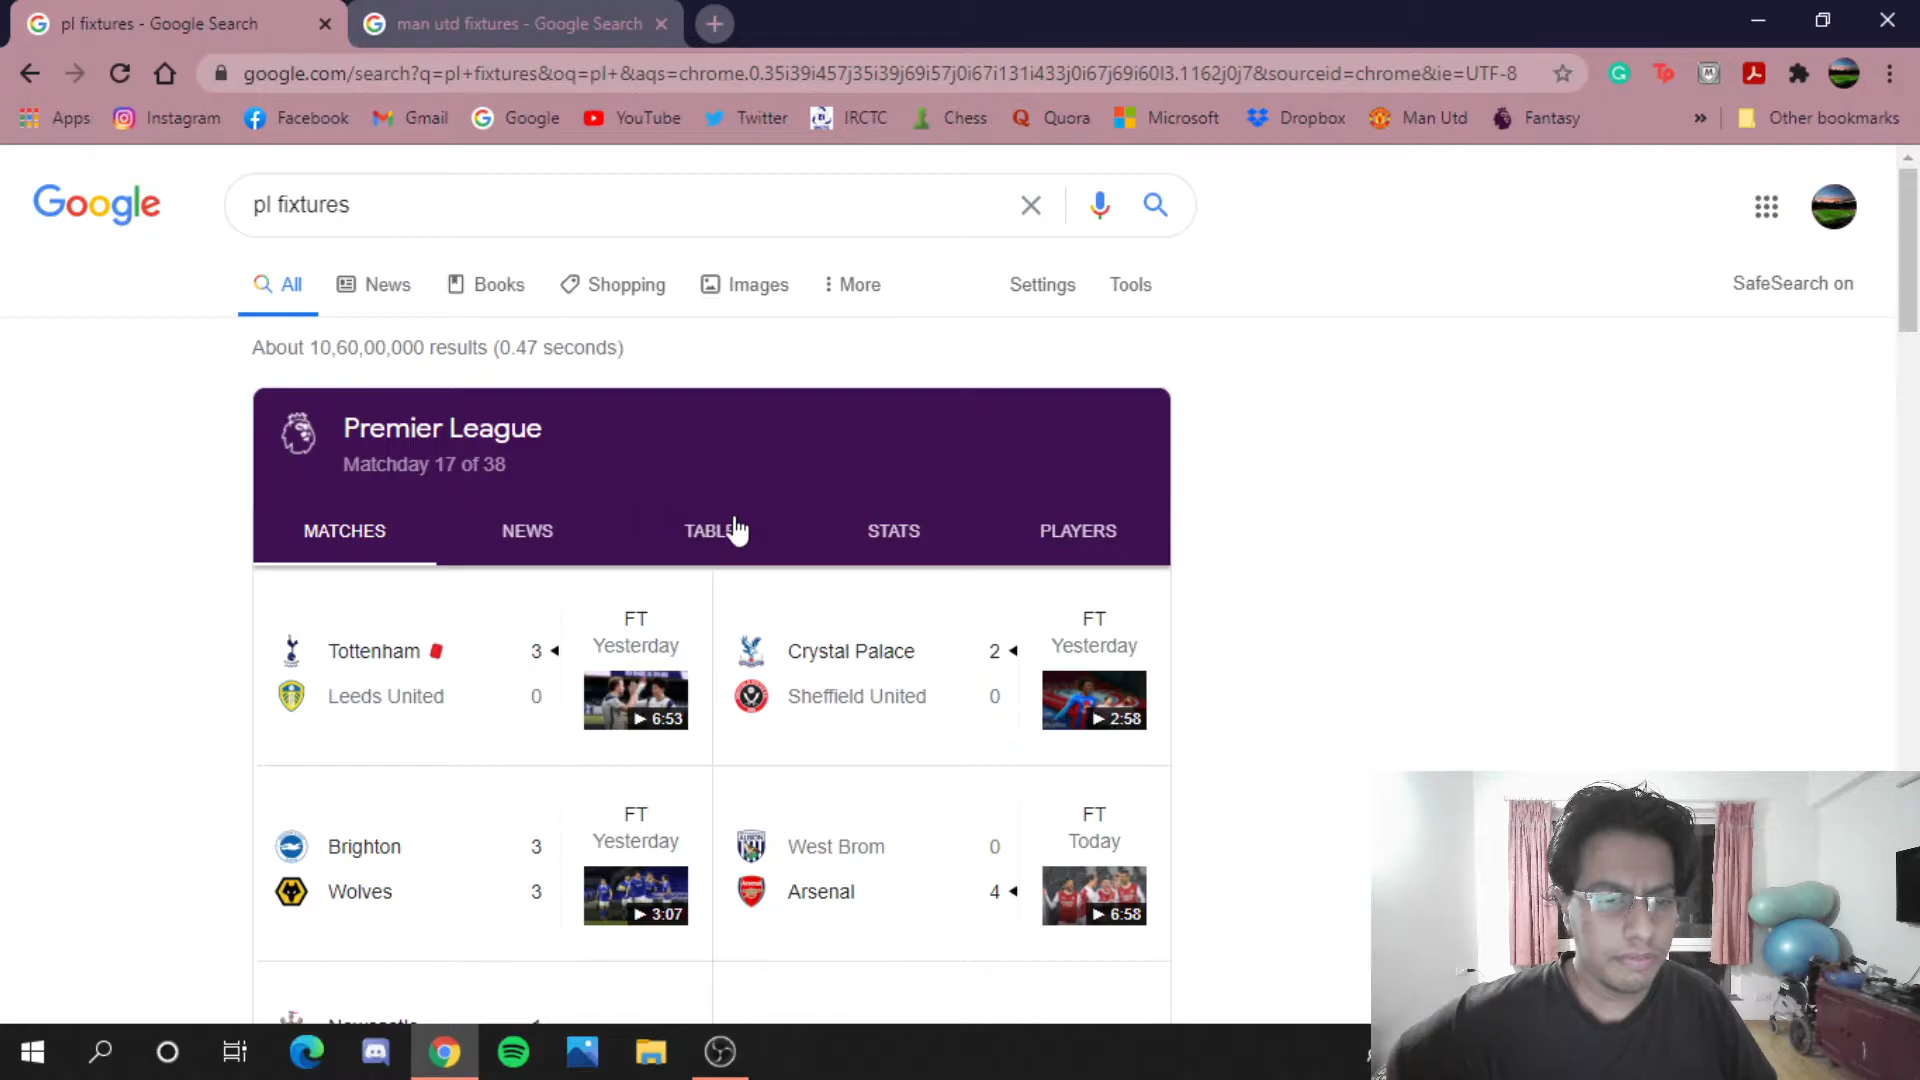 pl fixtures - Google Search
man utd fixtures - Google Search
google.com/search?q=pl+fixtures&oq=pl+&aqs=chrome.0.35i39i457j35i39j69i57j0i67i131i433j0i67j69i60l3.1162j0j7&sourceid=chrome&ie=UTF-8
Apps Instagram Facebook Gmail Google YouTube Twitter IRCTC Chess Quora Microsoft Dropbox Man Utd Fantasy » Other bookmarks
Google
pl fixtures
All News Books Shopping Images More Settings Tools
SafeSearch on
About 10,60,00,000 results (0.47 seconds)
Premier League
Matchday 17 of 38
MATCHES NEWS TABLE STATS PLAYERS
FT
Yesterday
Tottenham 3
Leeds United 0
6:53
FT
Yesterday
Crystal Palace 2
Sheffield United 0
2:58
FT
Yesterday
Brighton 3
Wolves 3
3:07
FT
Today
West Brom 0
Arsenal 4
6:58
Newcastle